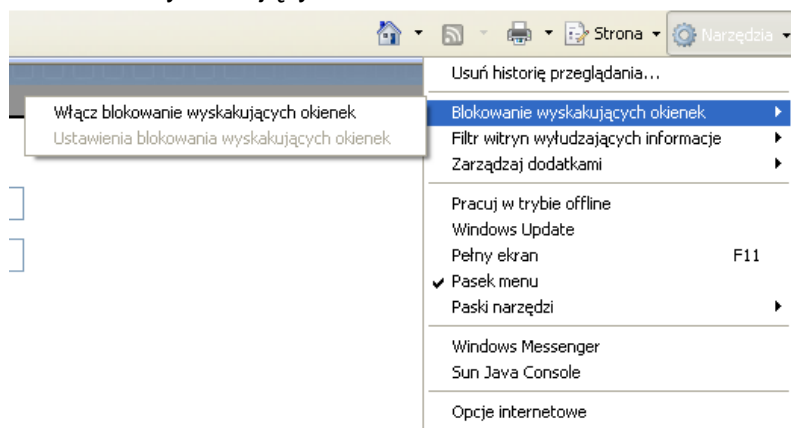 Strona
Narzędzia
Usuń historię przeglądania...
Blokowanie wyskakujących okienek
Włącz blokowanie wyskakujących okienek
Ustawienia blokowania wyskakujących okienek
Filtr witryn wyłudzających informacje
Zarządzaj dodatkami
Pracuj w trybie offline
Windows Update
Pełny ekran F11
Pasek menu
Paski narzędzi
Windows Messenger
Sun Java Console
Opcje internetowe